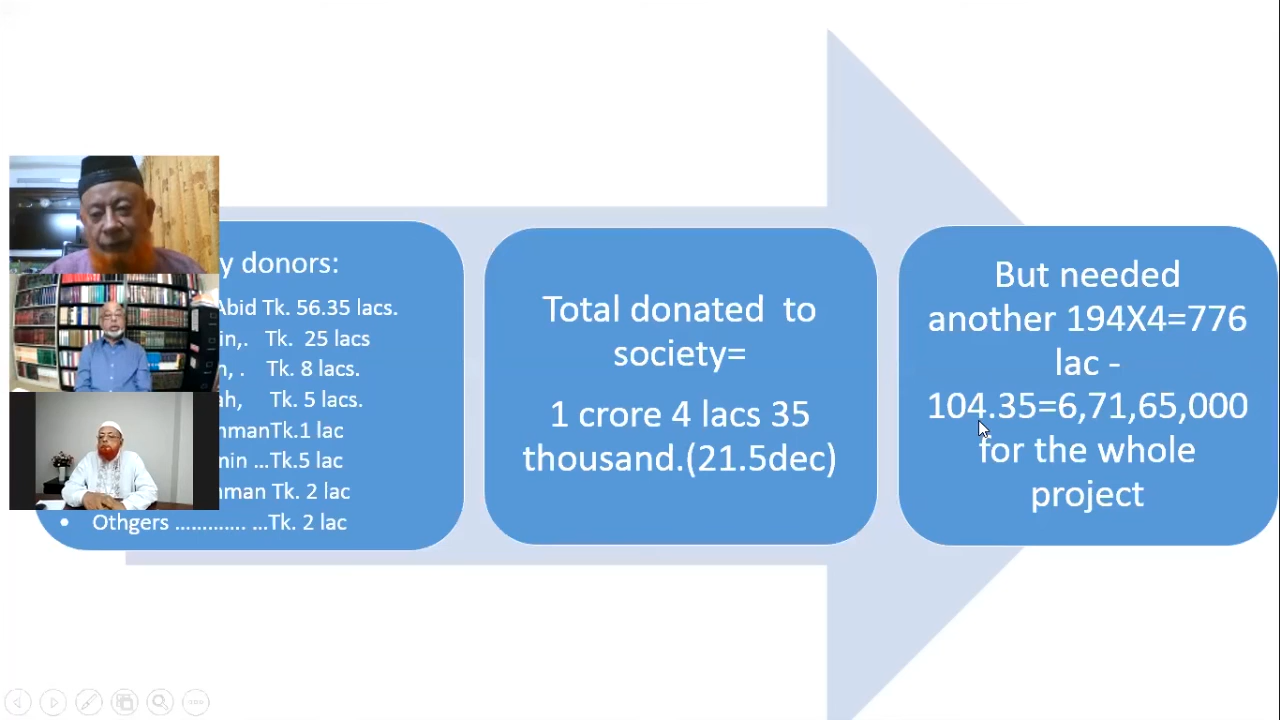 y donors:
Abid Tk. 56.35 lacs.
in,. Tk. 25 lacs
n, . Tk. 8 lacs.
ah, Tk. 5 lacs.
hmanTk.1 lac
min ...Tk.5 lac
hman Tk. 2 lac
• Othgers ............. ...Tk. 2 lac
Total donated to
society=
1 crore 4 lacs 35
thousand.(21.5dec)
But needed
another 194X4=776
lac -
104.35=6,71,65,000
for the whole
project